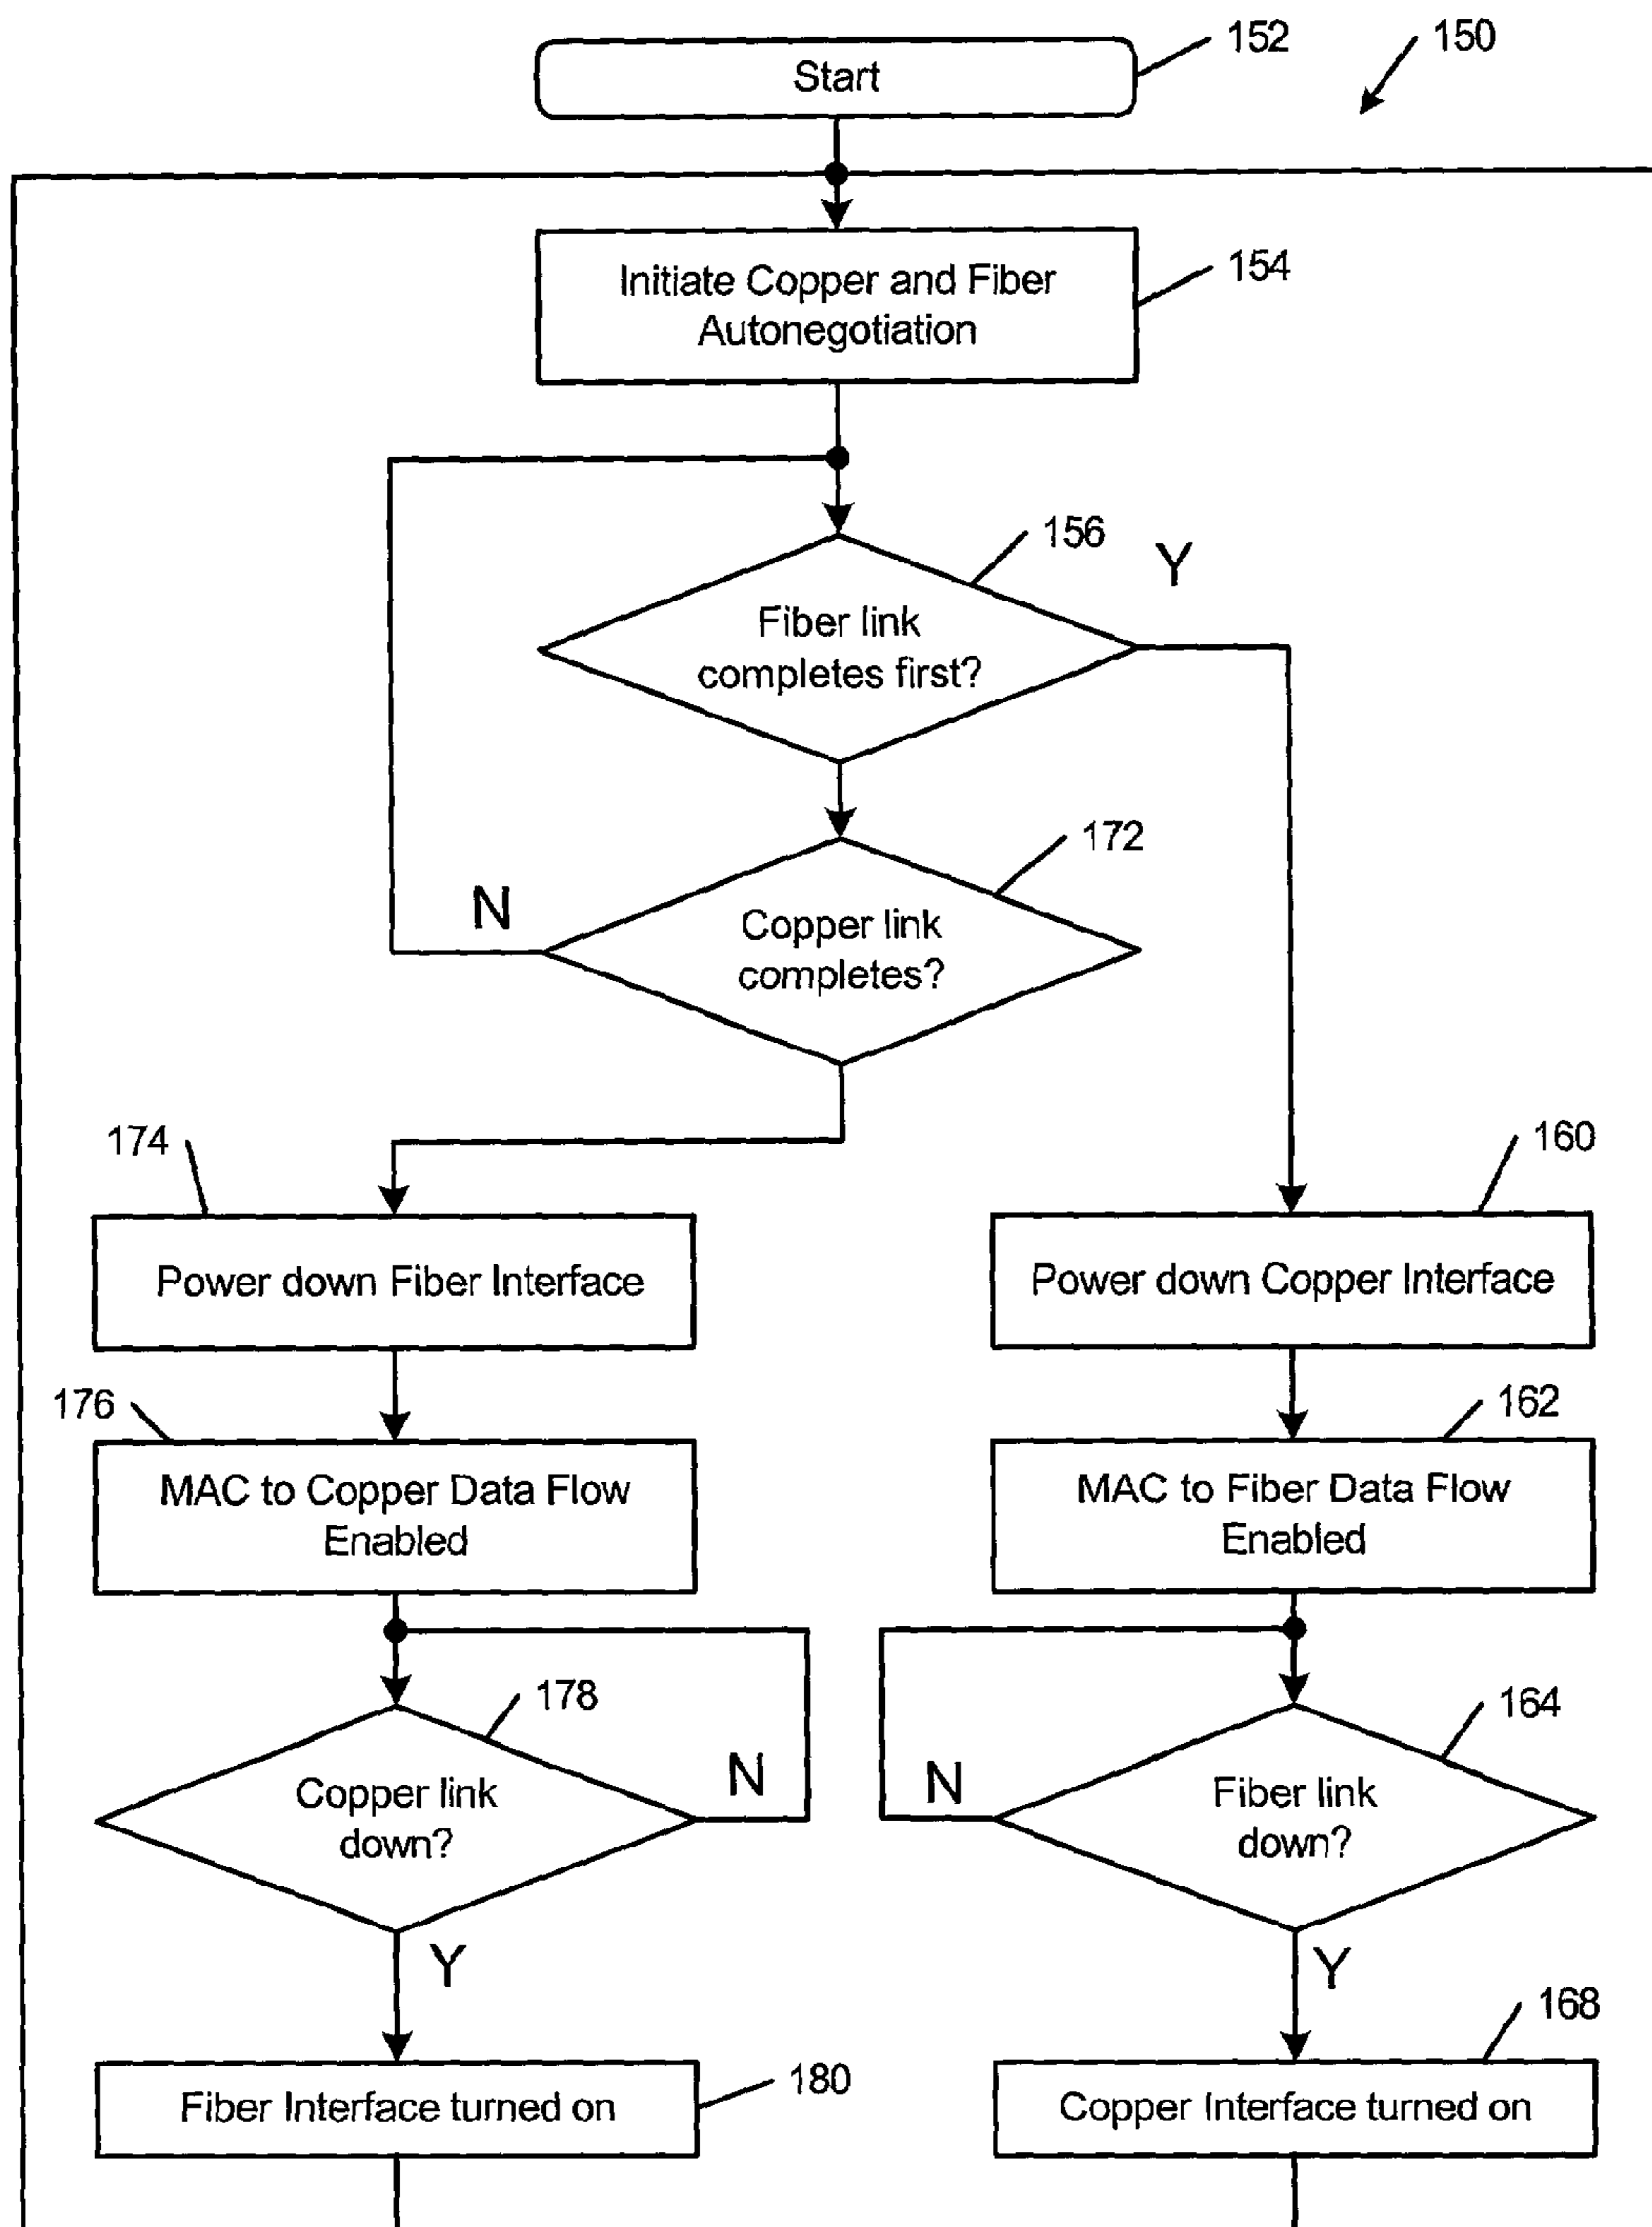 Start
152
150
Initiate Copper and Fiber
Autonegotiation
154
156
Y
Fiber link
completes first?
172
N
Copper link
completes?
174
160
Power down Fiber Interface
Power down Copper Interface
176
162
MAC to Copper Data Flow
Enabled
MAC to Fiber Data Flow
Enabled
178
164
Copper link
down?
N
N
Fiber link
down?
Y
Y
168
Fiber Interface turned on
180
Copper Interface turned on